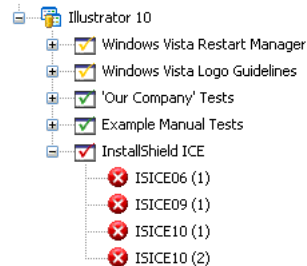 Illustrator 10
Windows Vista Restart Manager
Windows Vista Logo Guidelines
'Our Company' Tests
Example Manual Tests
InstallShield ICE
ISICE06 (1)
ISICE09 (1)
ISICE10 (1)
ISICE10 (2)